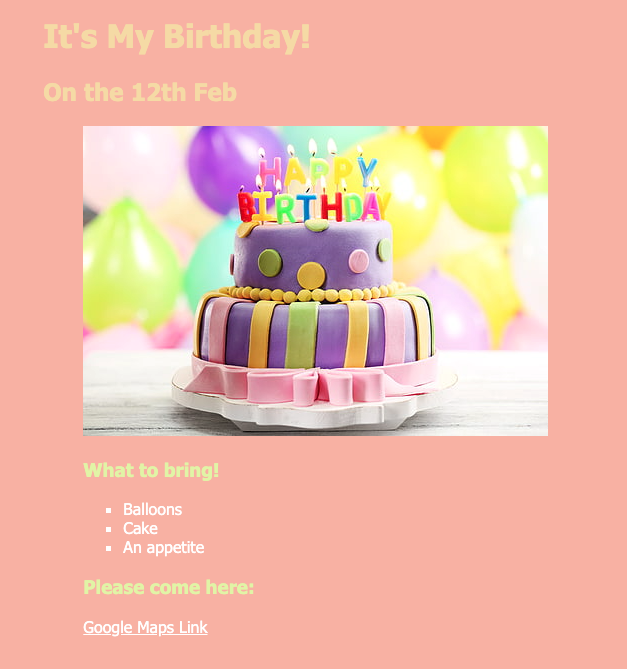 It's My Birthday!
On the 12th Feb
HAPPY
BIRTHDAY
What to bring!
Balloons
Cake
An appetite
Please come here:
Google Maps Link